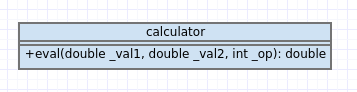 calculator
+eval(double _val1, double _val2, int _op): double